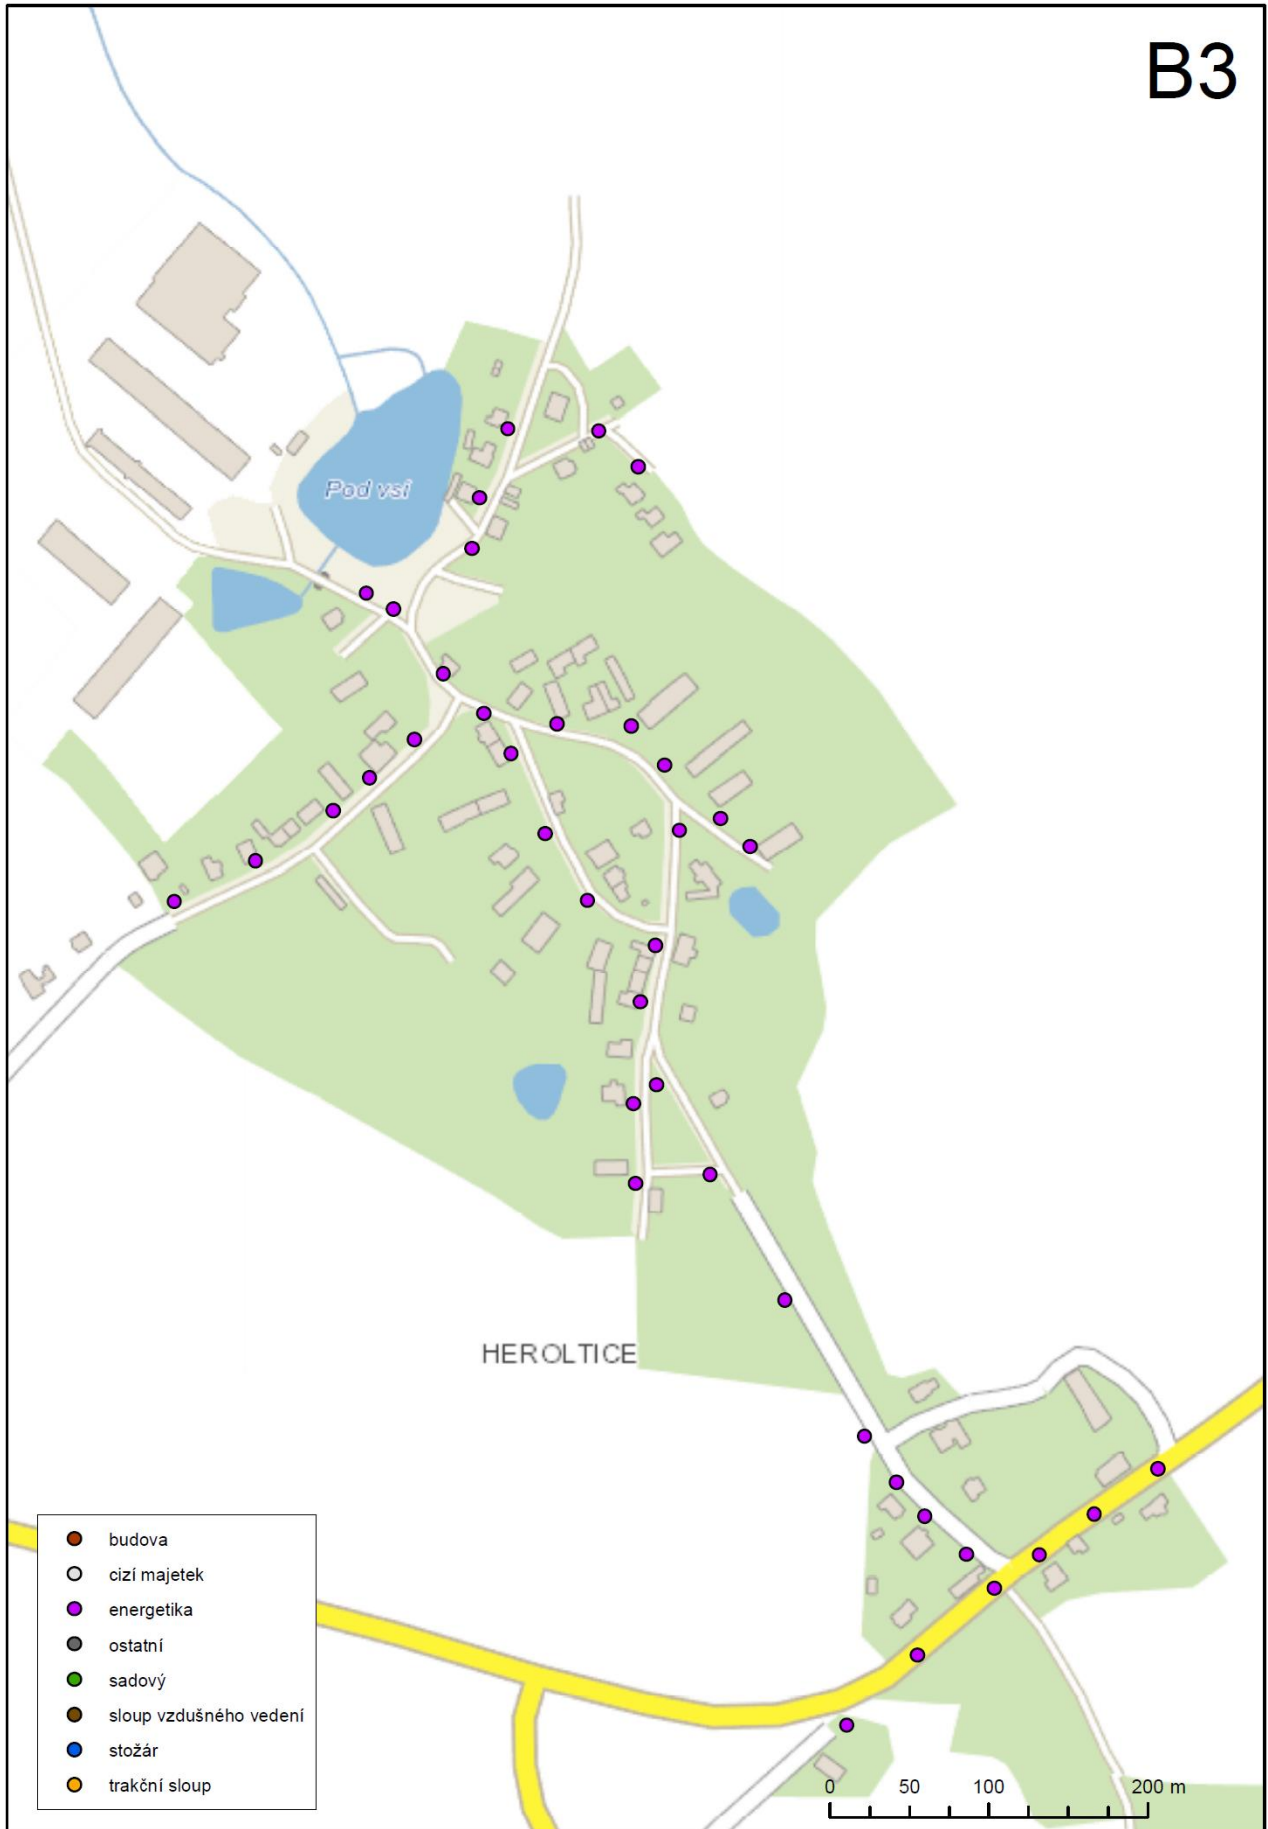 B3
Pod vsí
HEROLTICE
budova
cizí majetek
energetika
ostatní
sadový
sloup vzdušného vedení
stožár
trakční sloup
0 50 100 200 m